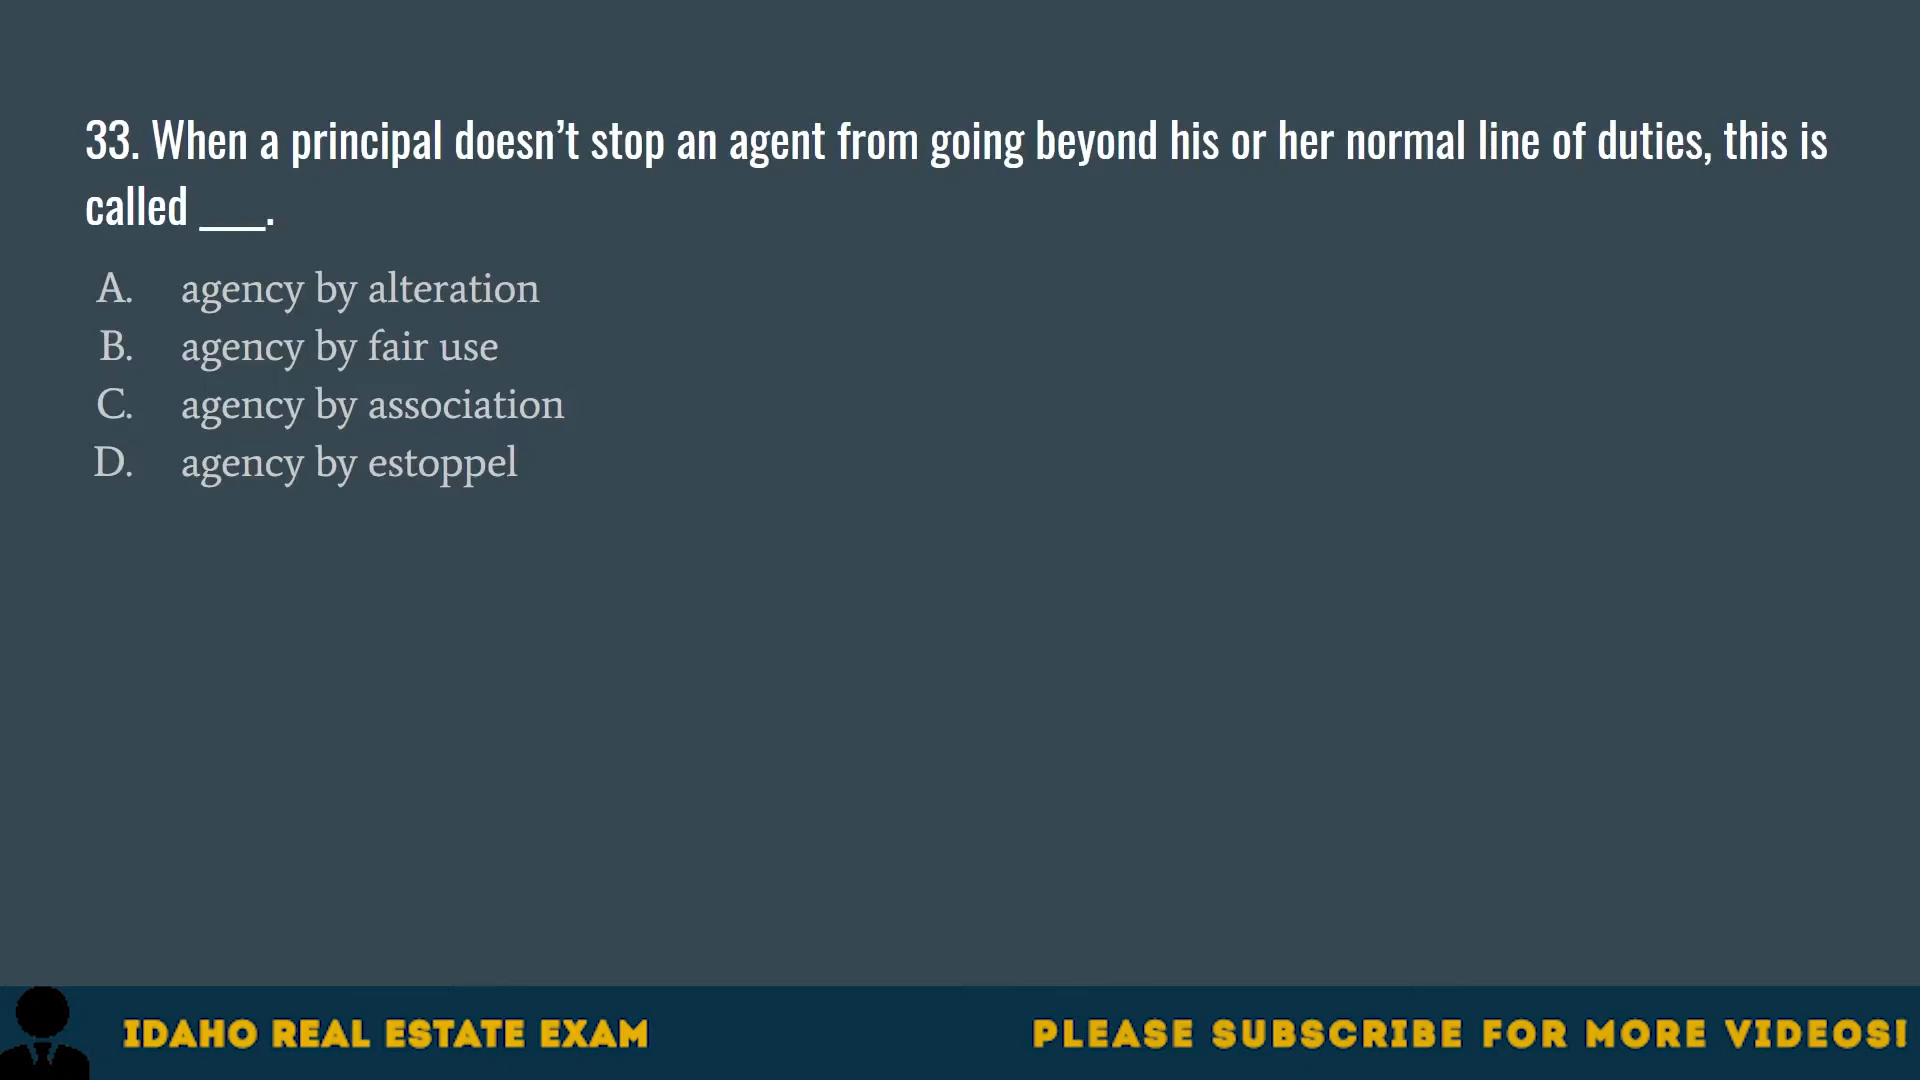 33. When a principal doesn’t stop an agent from going beyond his or her normal line of duties, this is
called ___.
A. agency by alteration
B. agency by fair use
C. agency by association
D. agency by estoppel
IDAHO REAL ESTATE EXAM
PLEASE SUBSCRIBE FOR MORE VIDEOS!